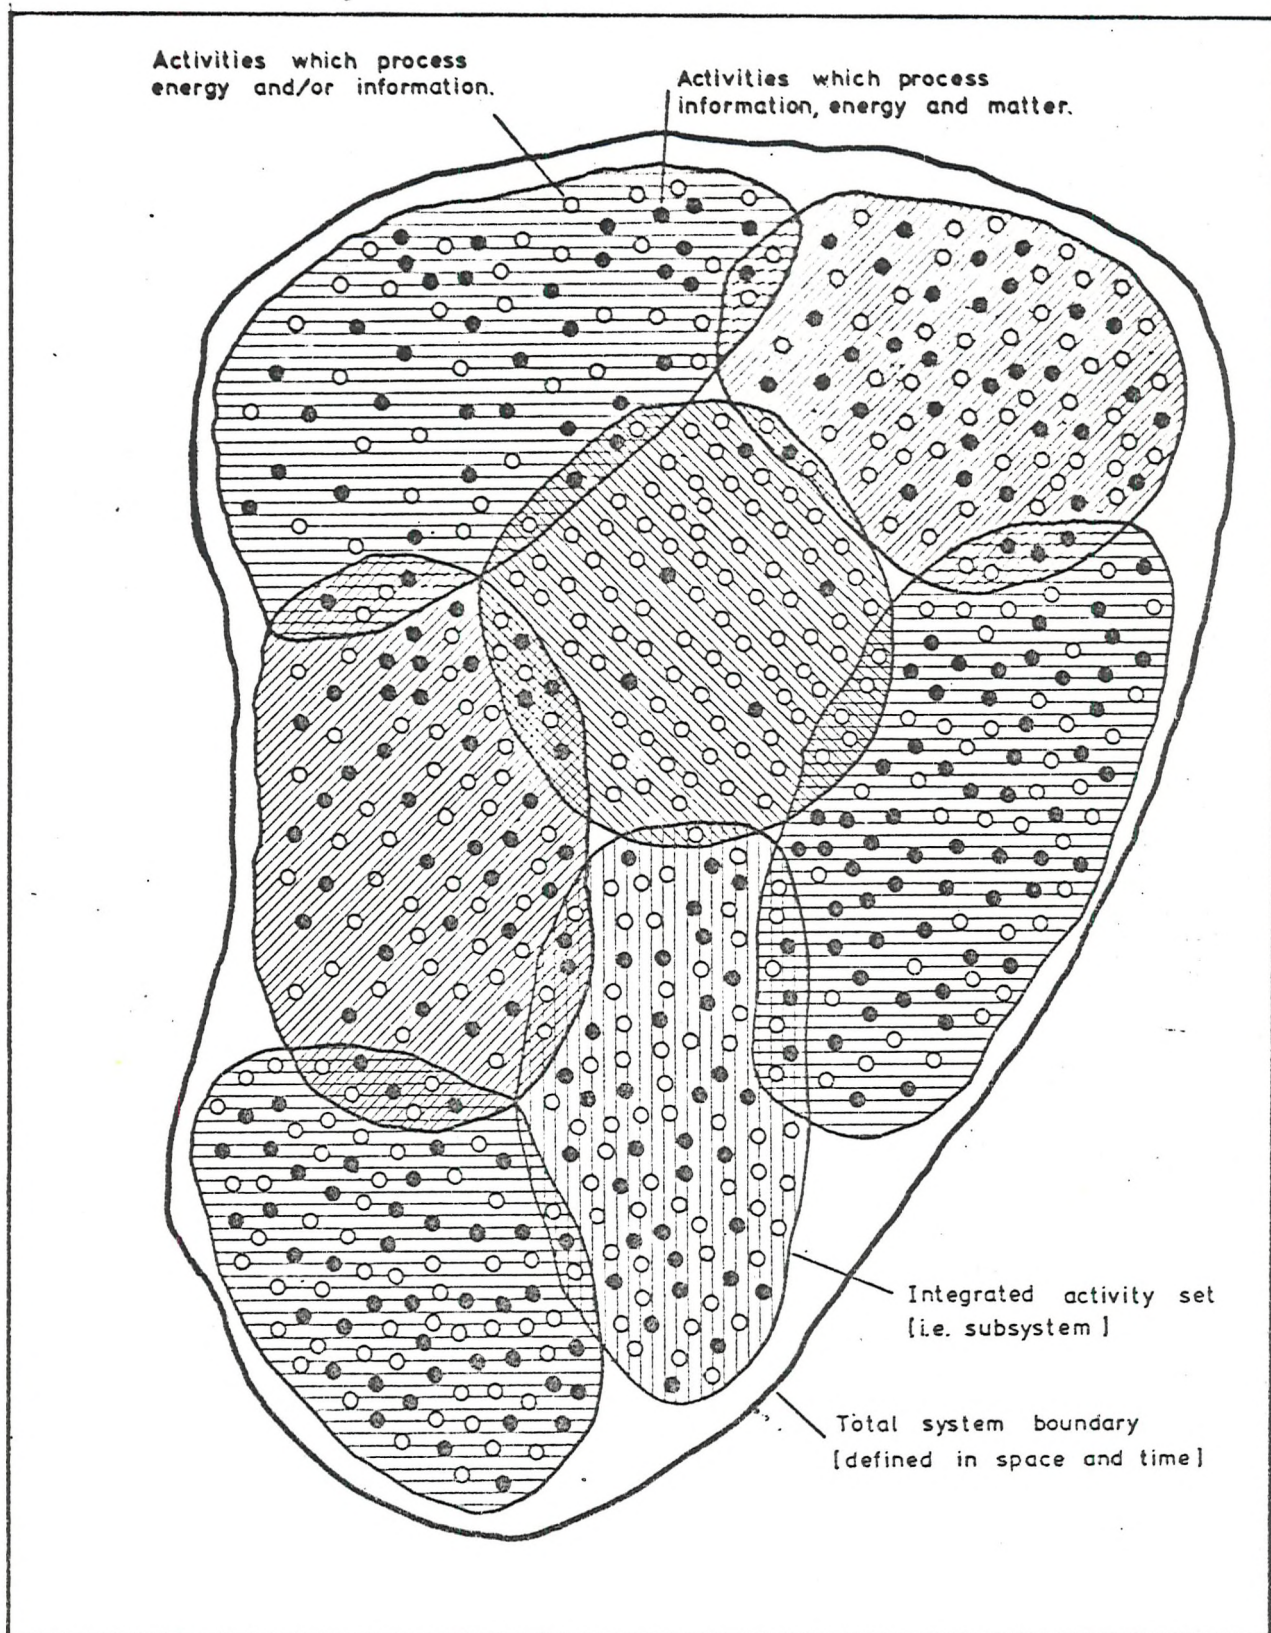 Activities which process
energy and/or information.
Activities which process
information, energy and matter.
Integrated activity set
[i.e. subsystem ]
Total system boundary
[defined in space and time]